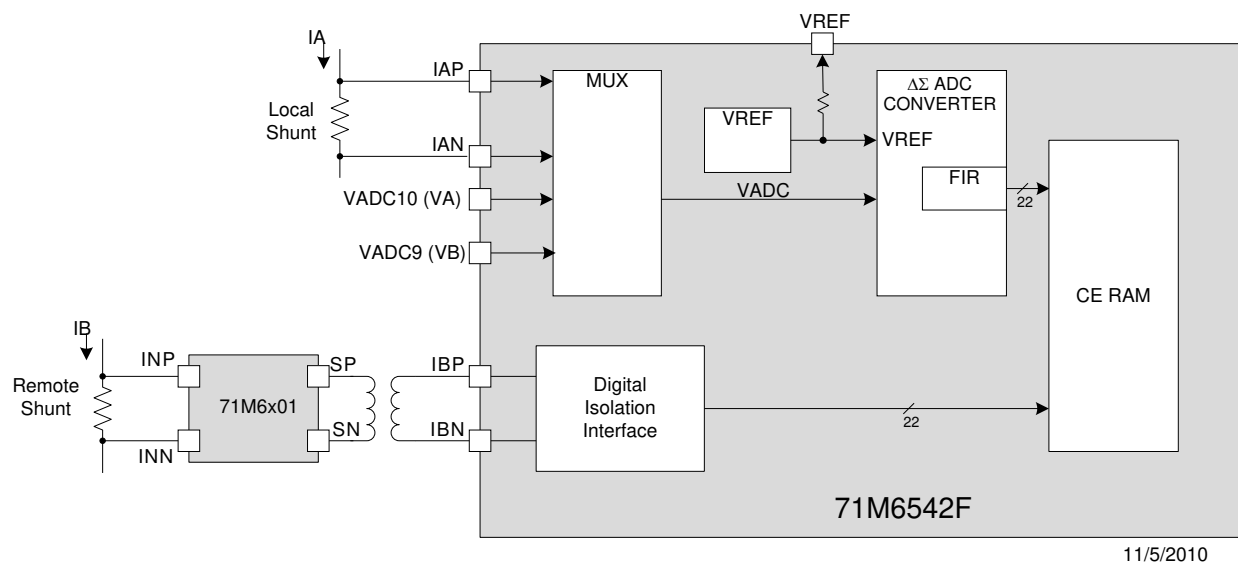 VREF
IA
IAP
Local
Shunt
IAN
VADC10 (VA)
VADC9 (VB)
MUX
VREF
VADC
ΔΣ ADC
CONVERTER
VREF
FIR
22
CE RAM
IB
INP
Remote
Shunt
INN
71M6x01
SP
SN
IBP
IBN
Digital
Isolation
Interface
22
71M6542F
11/5/2010